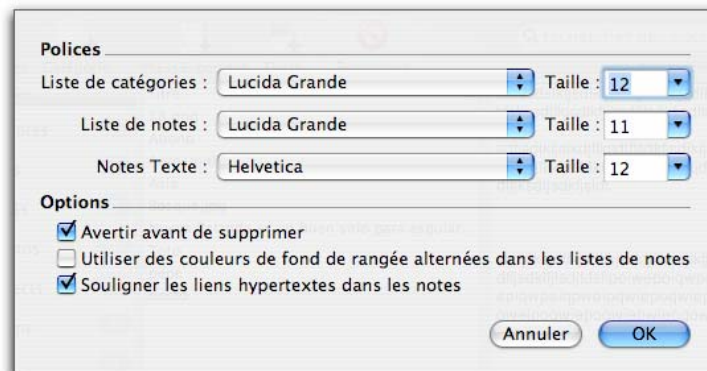 Polices
Liste de catégories : Lucida Grande Taille : 12
Liste de notes : Lucida Grande Taille : 11
Notes Texte : Helvetica Taille : 12
Options
Avertir avant de supprimer
Utiliser des couleurs de fond de rangée alternées dans les listes de notes
Souligner les liens hypertextes dans les notes
Annuler OK